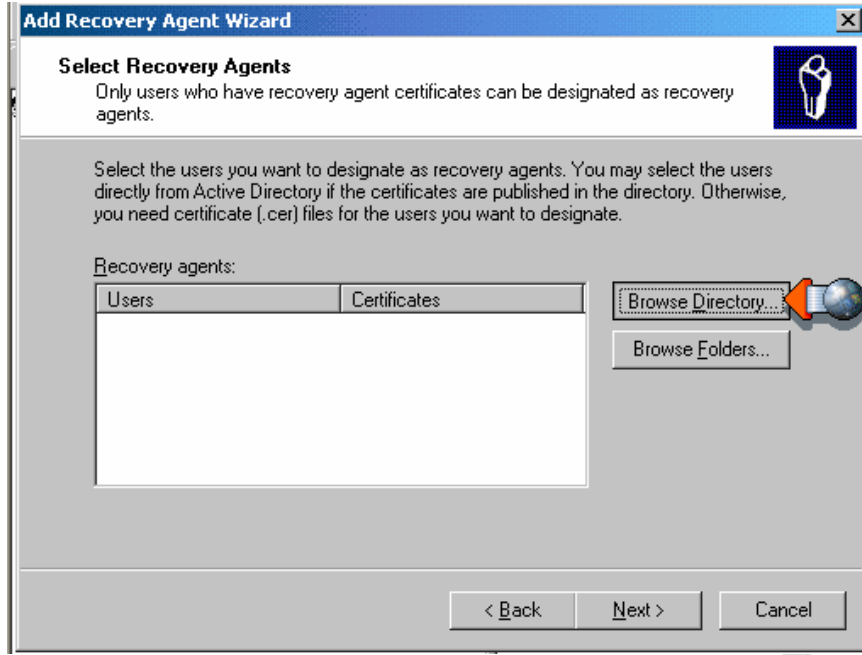 Add Recovery Agent Wizard
Select Recovery Agents
Only users who have recovery agent certificates can be designated as recovery
agents.
Select the users you want to designate as recovery agents. You may select the users
directly from Active Directory if the certificates are published in the directory. Otherwise,
you need certificate (.cer) files for the users you want to designate.
Recovery agents:
Users Certificates
Browse Directory...
Browse Folders...
< Back Next > Cancel